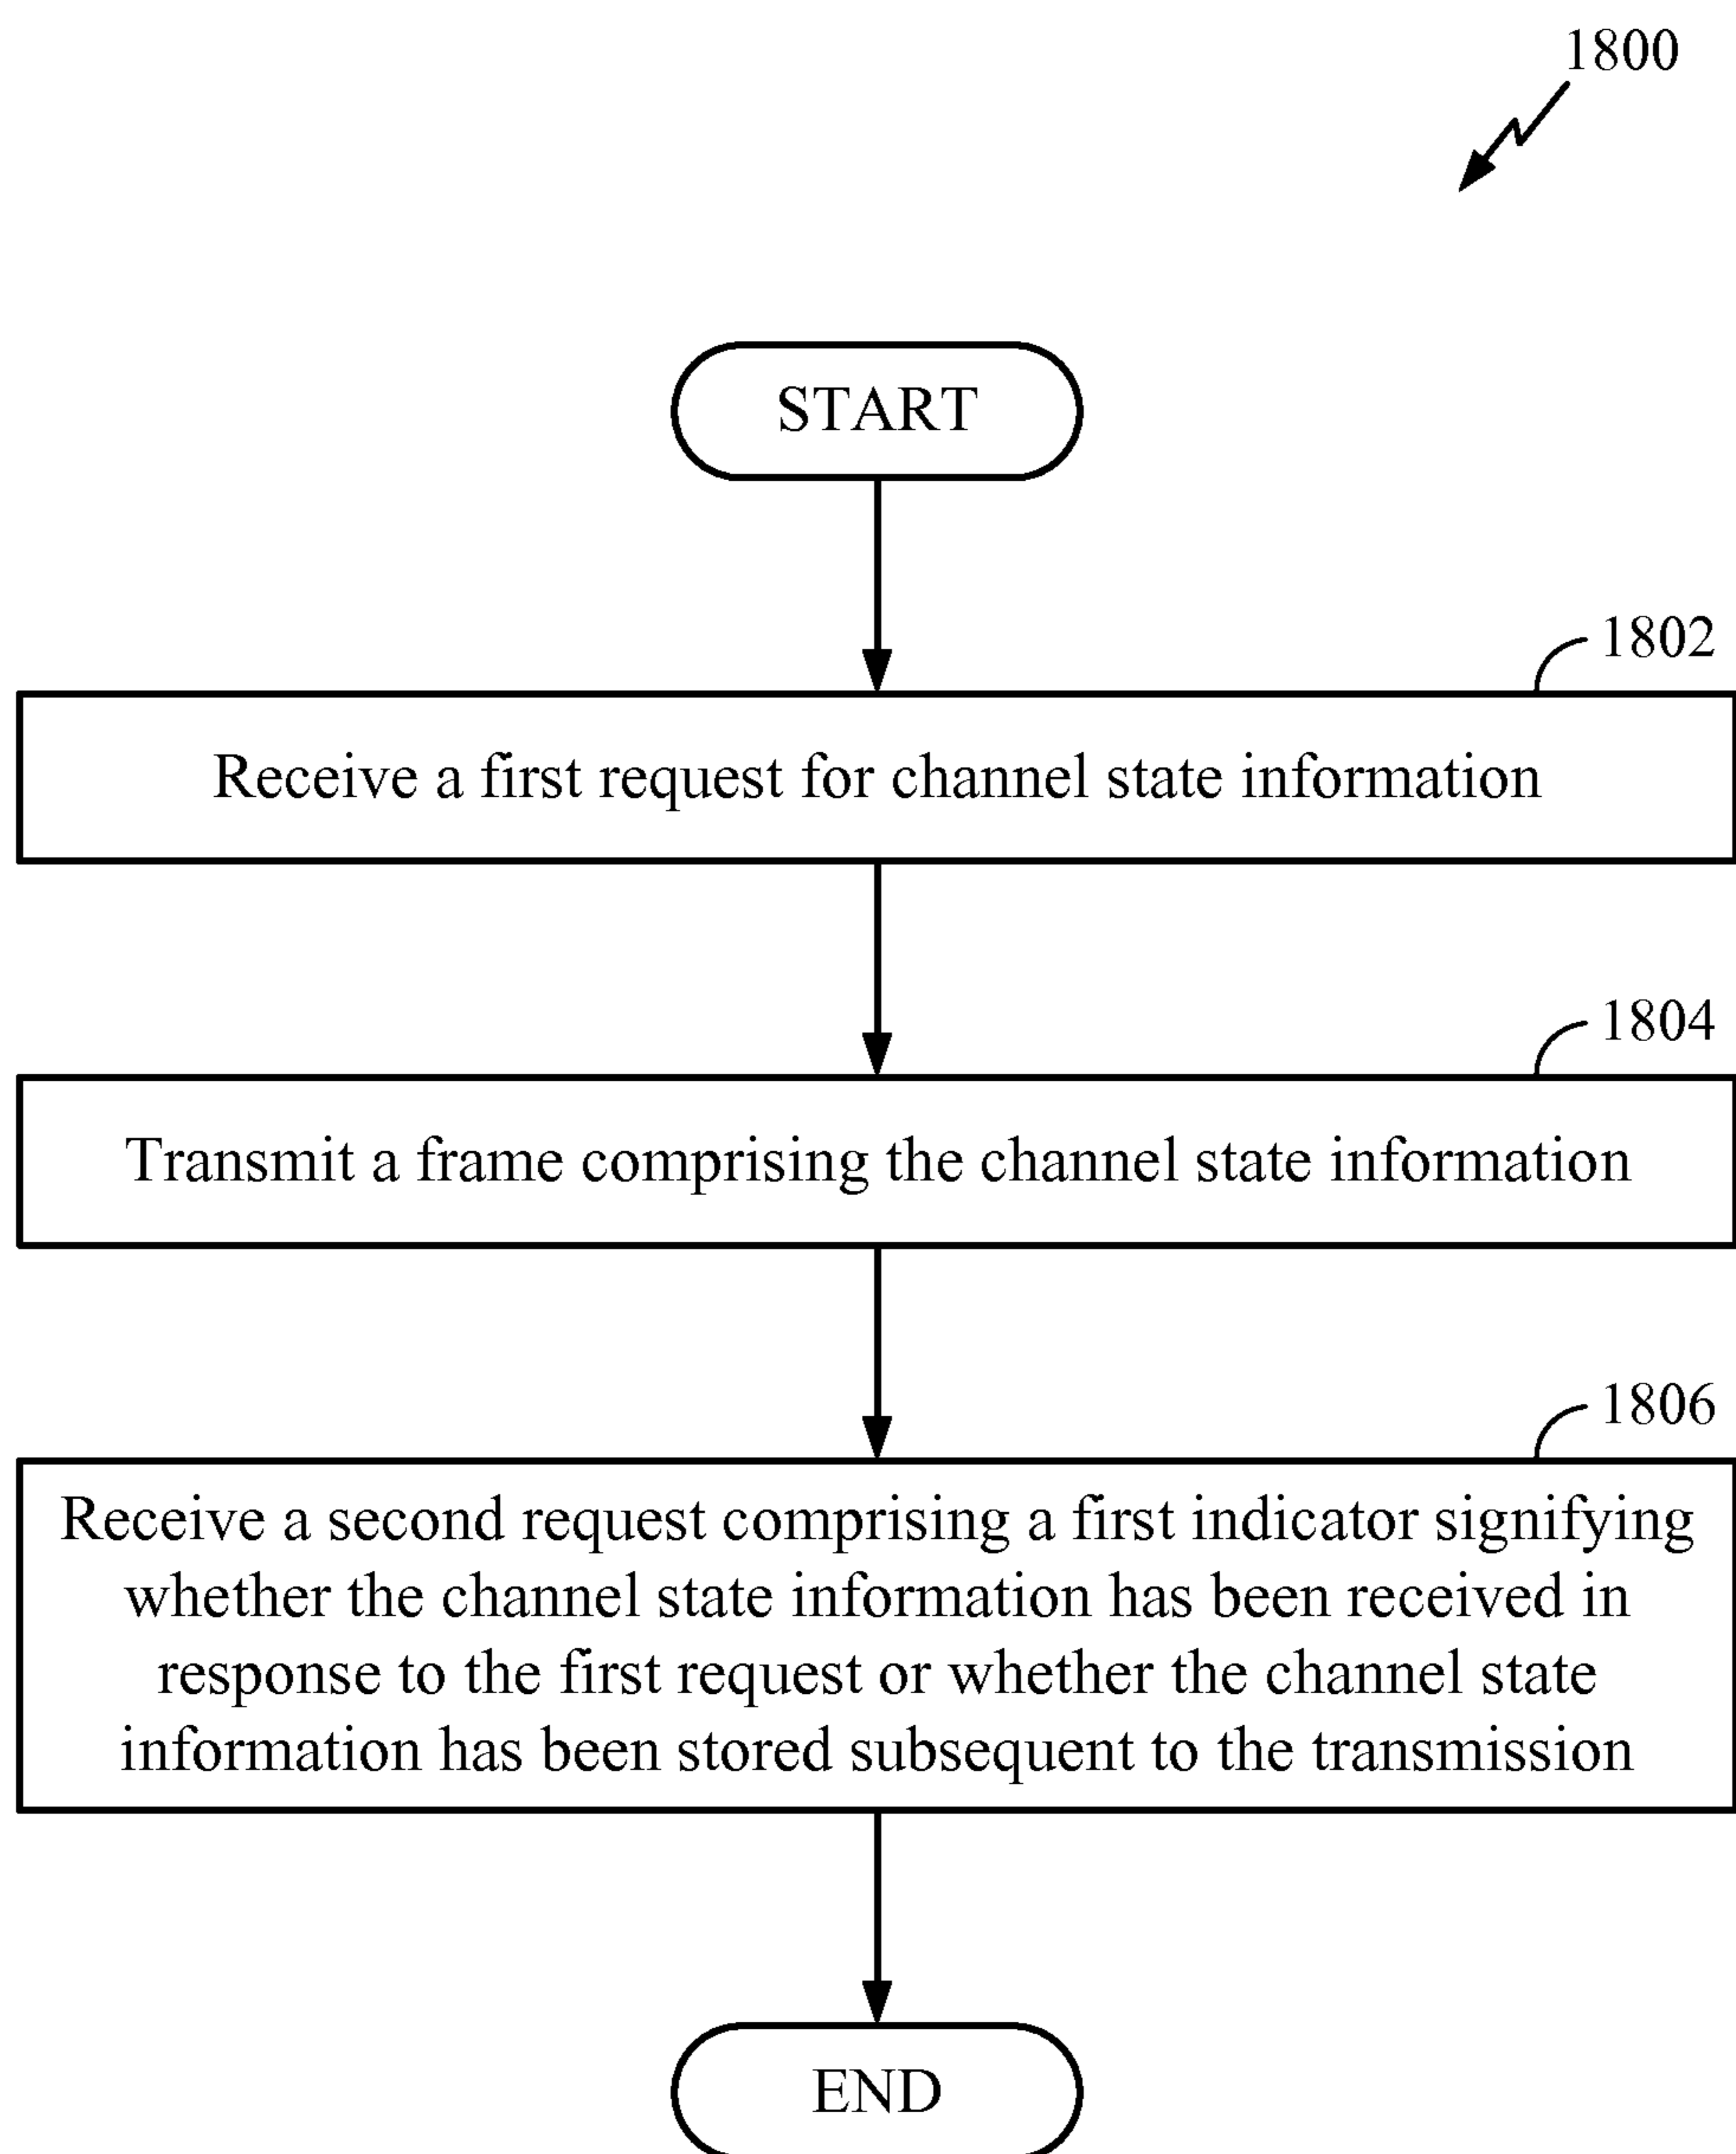 1800
START
1802
Receive a first request for channel state information
1804
Transmit a frame comprising the channel state information
1806
Receive a second request comprising a first indicator signifying
whether the channel state information has been received in
response to the first request or whether the channel state
information has been stored subsequent to the transmission
END